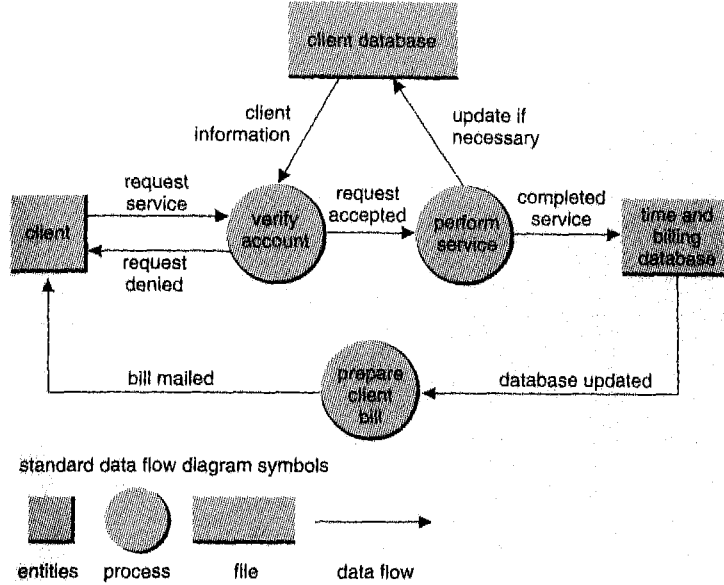 client database
client
information
update if
necessary
request
service
client
request
denied
verify
account
request
accepted
perform
service
completed
service
time and
billing
database
bill mailed
prepare
client
bill
database updated
standard data flow diagram symbols
entities
process
file
data flow